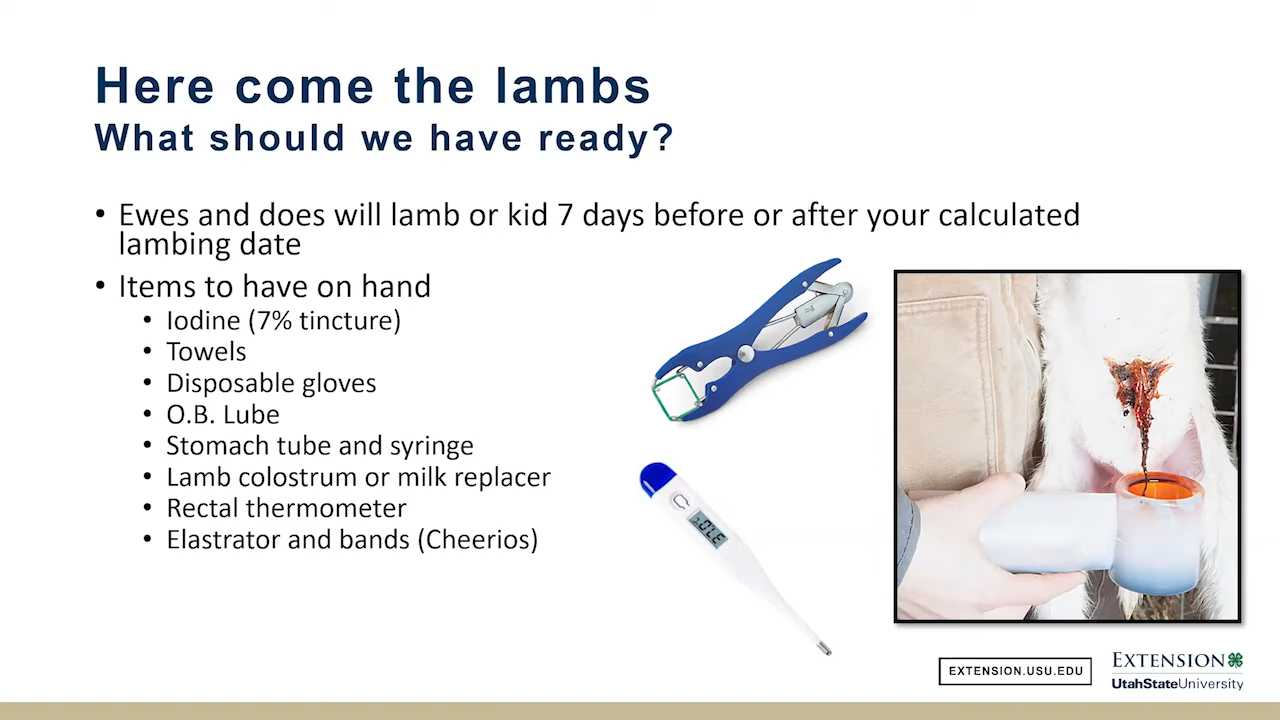 Here come the lambs
What should we have ready?
• Ewes and does will lamb or kid 7 days before or after your calculated
lambing date
• Items to have on hand
• Iodine (7% tincture)
• Towels
• Disposable gloves
• O.B. Lube
• Stomach tube and syringe
• Lamb colostrum or milk replacer
• Rectal thermometer
• Elastrator and bands (Cheerios)
EXTENSION.USU.EDU
EXTENSION
UtahStateUniversity